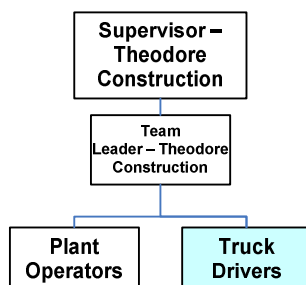 Supervisor –
Theodore
Construction
Team
Leader – Theodore
Construction
Plant
Operators
Truck
Drivers